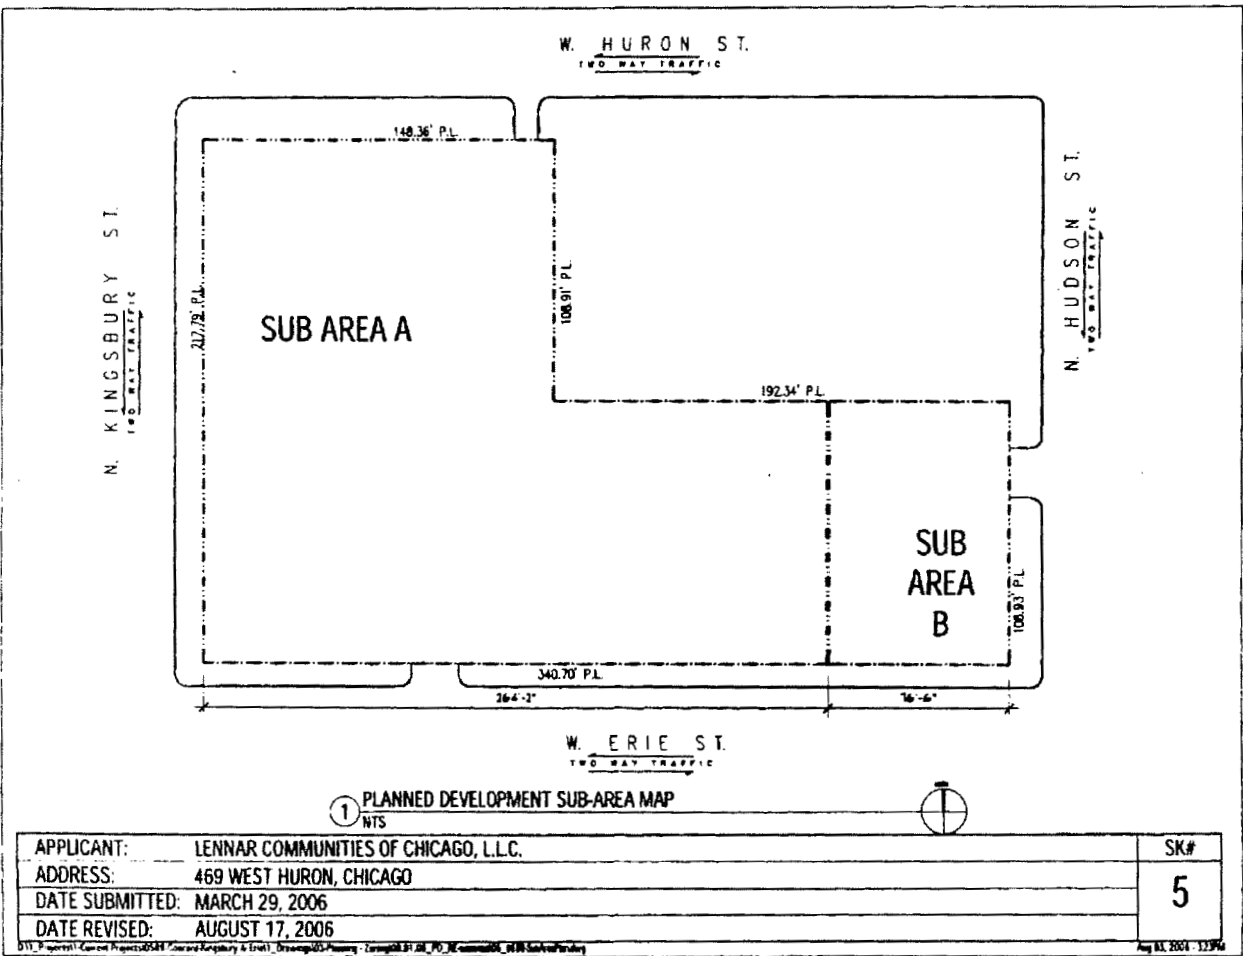 W. HURON ST.
TWO WAY TRAFFIC
148.36' P.L.
N. KINGSBURY ST.
TWO WAY TRAFFIC
217.79' P.L.
SUB AREA A
108.91' P.L.
N. HUDSON ST.
TWO WAY TRAFFIC
192.34' P.L.
SUB
AREA
B
108.93' P.L.
340.70' P.L.
264'-2"
76'-6"
W. ERIE ST.
TWO WAY TRAFFIC
1 PLANNED DEVELOPMENT SUB-AREA MAP
NTS
APPLICANT: LENNAR COMMUNITIES OF CHICAGO, L.L.C.
SK#
ADDRESS: 469 WEST HURON, CHICAGO
5
DATE SUBMITTED: MARCH 29, 2006
DATE REVISED: AUGUST 17, 2006